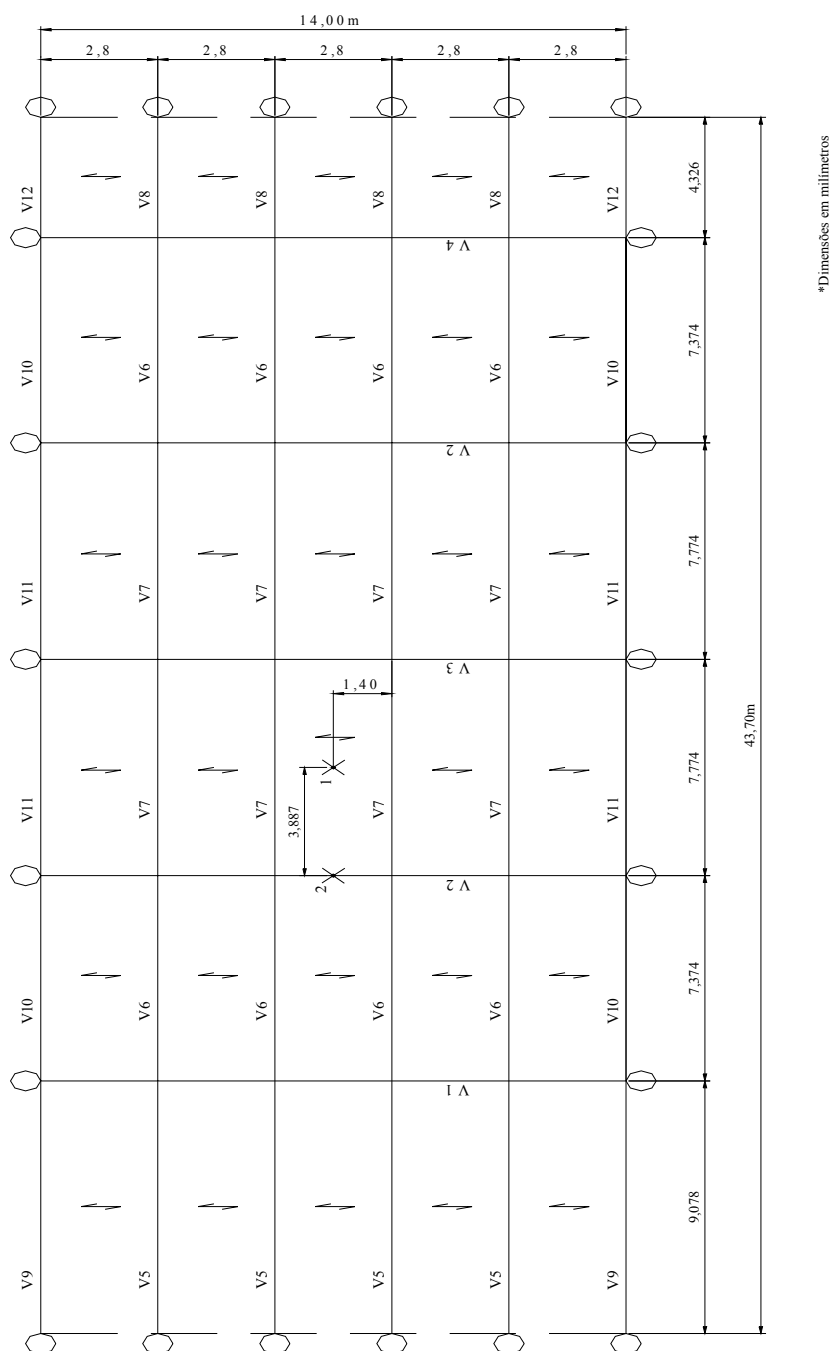 14,00m
2,8 2,8 2,8 2,8 2,8
V12 V8 V8 V8 V8 V12
4,326
V 4
V10 V6 V6 V6 V6 V10
7,374
V 2
V11 V7 V7 V7 V7 V11
7,774
V 3
1,40
1
3,887
V11 V7 V7 V7 V7 V11
7,774
43,70m
2
V 2
V10 V6 V6 V6 V6 V10
7,374
V 1
V9 V5 V5 V5 V5 V9
9,078
*Dimensões em milímetros